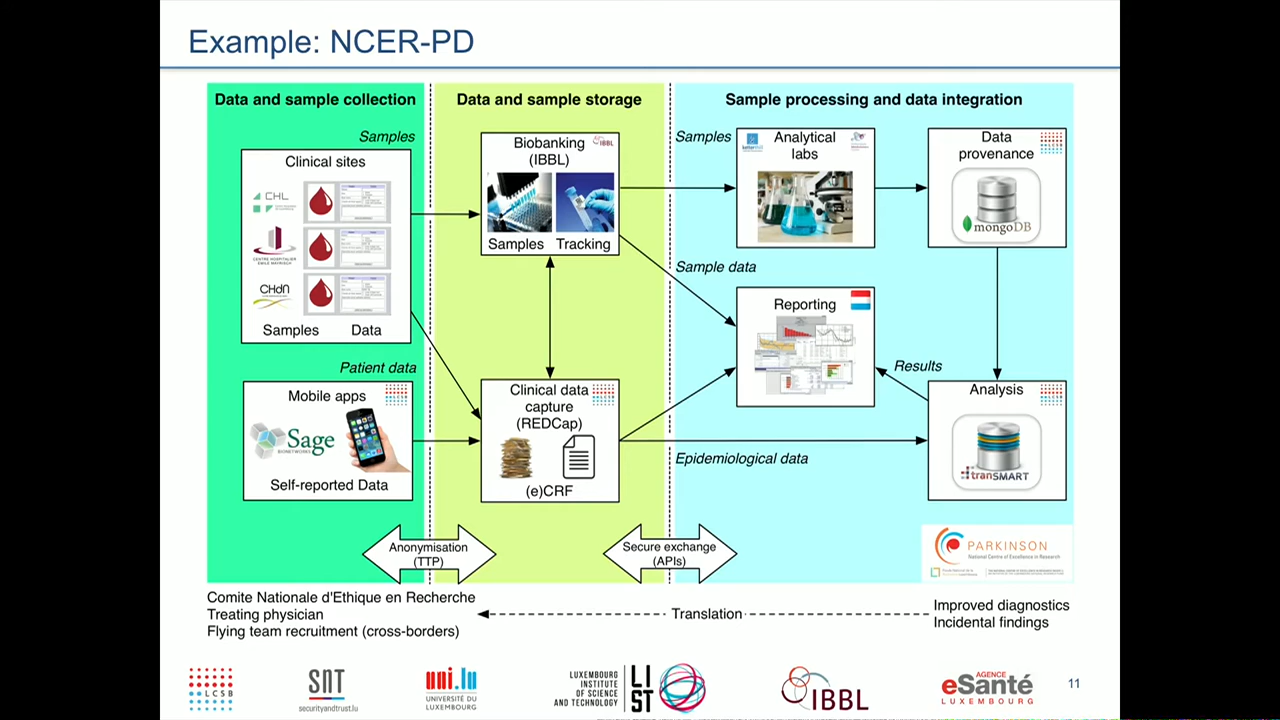 Example: NCER-PD
Data and sample collection
Data and sample storage
Sample processing and data integration
Samples
Clinical sites
CHL
CENTRE HOSPITALIER
EMILE MAYRISCH
CHdN
Samples Data
Patient data
Mobile apps
LCSB
Sage
BIONETWORKS
Self-reported Data
Biobanking
(IBBL)
IBBL
Samples Tracking
Clinical data
capture
(REDCap)
LCSB
(e)CRF
Samples
Analytical
labs
Data
provenance
LCSB
mongoDB
Sample data
Reporting
Results
Analysis
LCSB
tranSMART
Epidemiological data
Anonymisation
(TTP)
Secure exchange
(APIs)
PARKINSON
National Centre of Excellence in Research
Comite Nationale d'Ethique en Recherche
Treating physician
Flying team recruitment (cross-borders)
Translation
Improved diagnostics
Incidental findings
LCSB
SNT
securityandtrust.lu
uni.lu
UNIVERSITÉ DU
LUXEMBOURG
LUXEMBOURG
INSTITUTE
OF SCIENCE
AND TECHNOLOGY
LIST
IBBL
AGENCE
eSanté
LUXEMBOURG
11